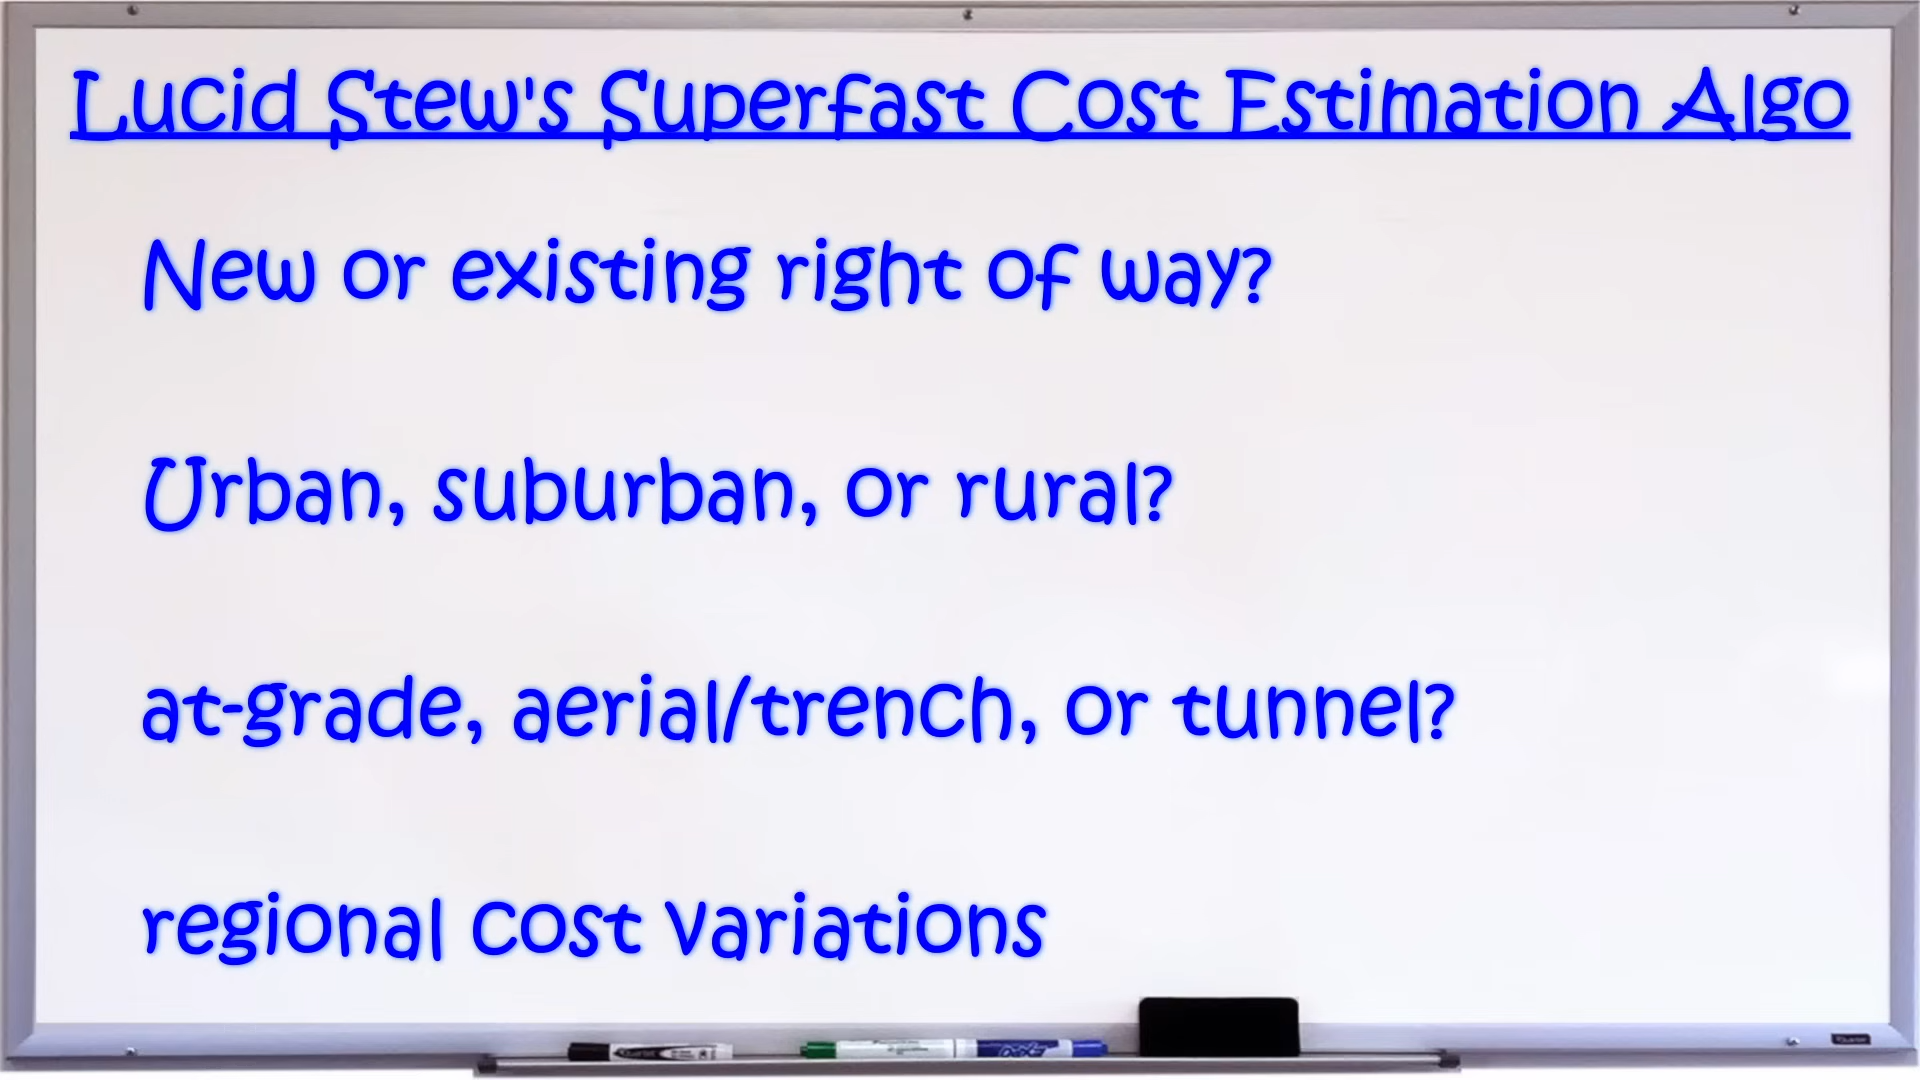 Lucid Stew's Superfast Cost Estimation Algo
New or existing right of way?
Urban, suburban, or rural?
at-grade, aerial/trench, or tunnel?
regional cost variations